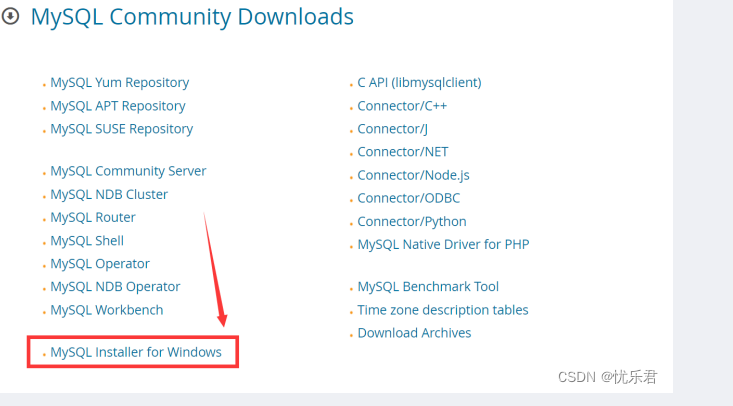 MySQL Community Downloads
MySQL Yum Repository
MySQL APT Repository
MySQL SUSE Repository
MySQL Community Server
MySQL NDB Cluster
MySQL Router
MySQL Shell
MySQL Operator
MySQL NDB Operator
MySQL Workbench
MySQL Installer for Windows
C API (libmysqlclient)
Connector/C++
Connector/J
Connector/NET
Connector/Node.js
Connector/ODBC
Connector/Python
MySQL Native Driver for PHP
MySQL Benchmark Tool
Time zone description tables
Download Archives
CSDN @忧乐君